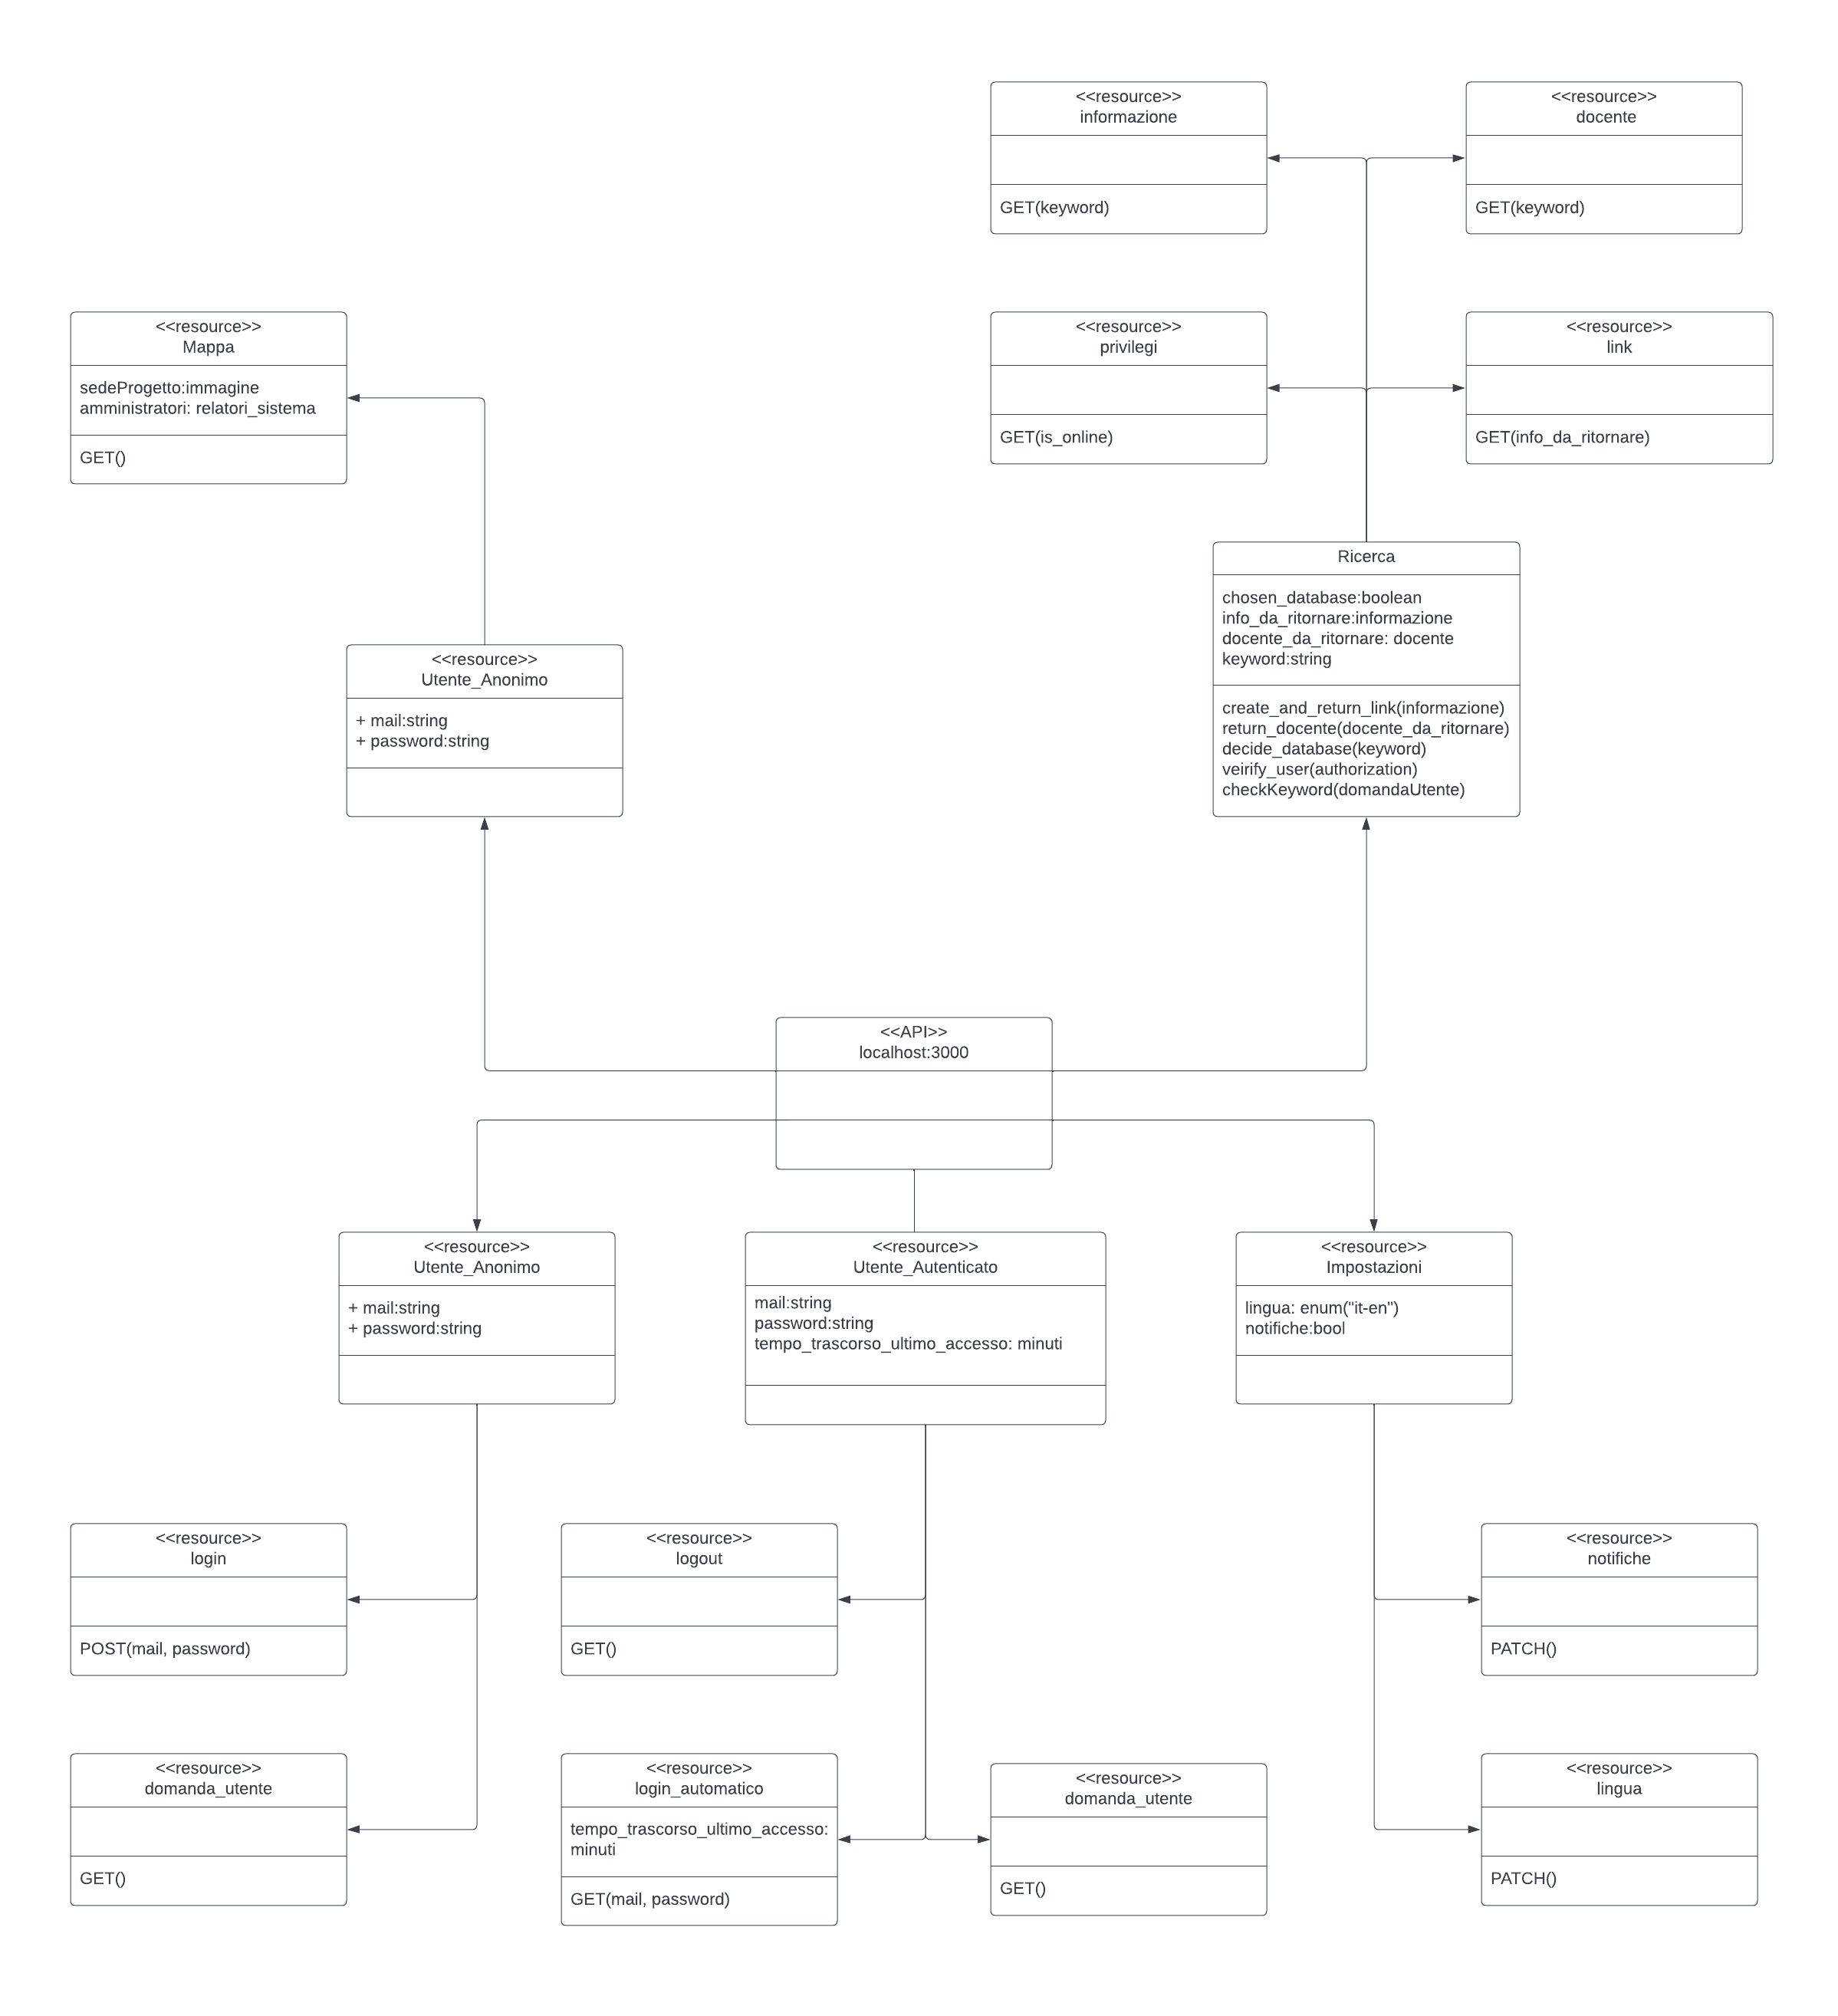 <<resource>>
informazione
GET(keyword)
<<resource>>
docente
GET(keyword)
<<resource>>
Mappa
sedeProgetto:immagine
amministratori: relatori_sistema
GET()
<<resource>>
privilegi
GET(is_online)
<<resource>>
link
GET(info_da_ritornare)
Ricerca
chosen_database:boolean
info_da_ritornare:informazione
docente_da_ritornare: docente
keyword:string
create_and_return_link(informazione)
return_docente(docente_da_ritornare)
decide_database(keyword)
veirify_user(authorization)
checkKeyword(domandaUtente)
<<resource>>
Utente_Anonimo
+ mail:string
+ password:string
<<API>>
localhost:3000
<<resource>>
Utente_Anonimo
+ mail:string
+ password:string
<<resource>>
Utente_Autenticato
mail:string
password:string
tempo_trascorso_ultimo_accesso: minuti
<<resource>>
Impostazioni
lingua: enum("it-en")
notifiche:bool
<<resource>>
login
POST(mail, password)
<<resource>>
logout
GET()
<<resource>>
notifiche
PATCH()
<<resource>>
domanda_utente
GET()
<<resource>>
login_automatico
tempo_trascorso_ultimo_accesso:
minuti
GET(mail, password)
<<resource>>
domanda_utente
GET()
<<resource>>
lingua
PATCH()